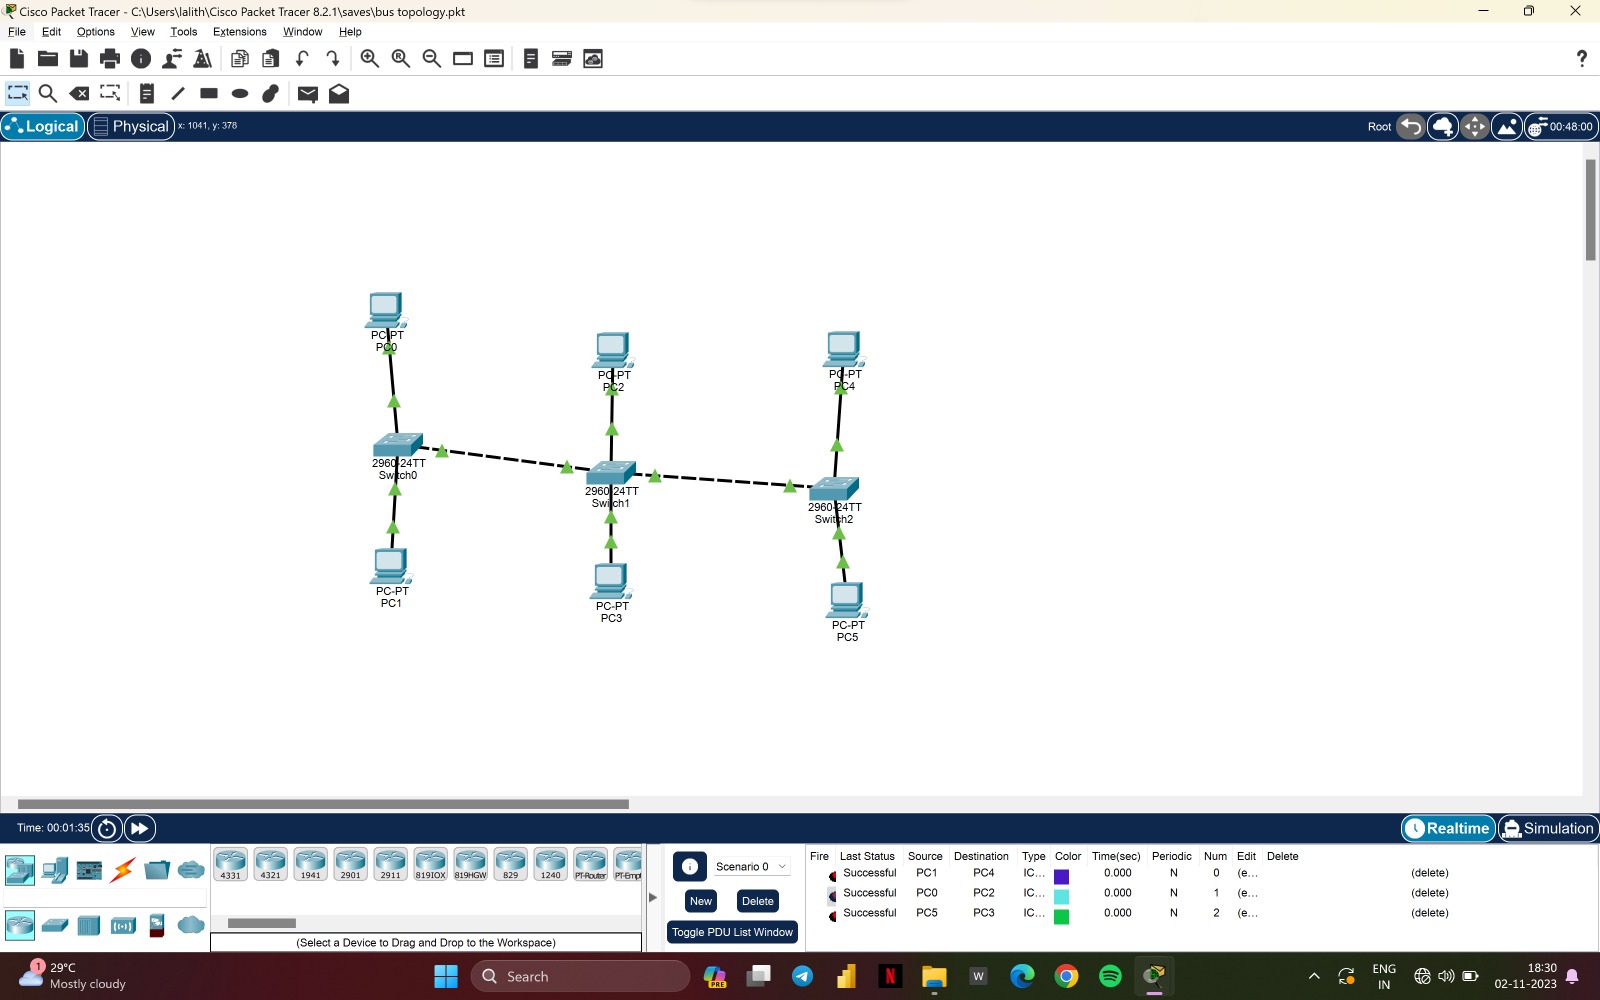 Cisco Packet Tracer - C:\Users\lalith\Cisco Packet Tracer 8.2.1\saves\bus topology.pkt
File Edit Options View Tools Extensions Window Help
Logical Physical x: 1041, y: 378 Root 00:48:00
PC-PT
PC0
PC-PT
PC2
PC-PT
PC4
2960-24TT
Switch0
2960-24TT
Switch1
2960-24TT
Switch2
PC-PT
PC1
PC-PT
PC3
PC-PT
PC5
Time: 00:01:35 Realtime Simulation
4331 4321 1941 2901 2911 819IOX 819HGW 829 1240 PT-Router PT-Empt
(Select a Device to Drag and Drop to the Workspace)
Scenario 0
New Delete
Toggle PDU List Window
Fire Last Status Source Destination Type Color Time(sec) Periodic Num Edit Delete
Successful PC1 PC4 IC... 0.000 N 0 (e... (delete)
Successful PC0 PC2 IC... 0.000 N 1 (e... (delete)
Successful PC5 PC3 IC... 0.000 N 2 (e... (delete)
1 29°C
Mostly cloudy
Search
PRE
N
W
ENG
IN
18:30
02-11-2023